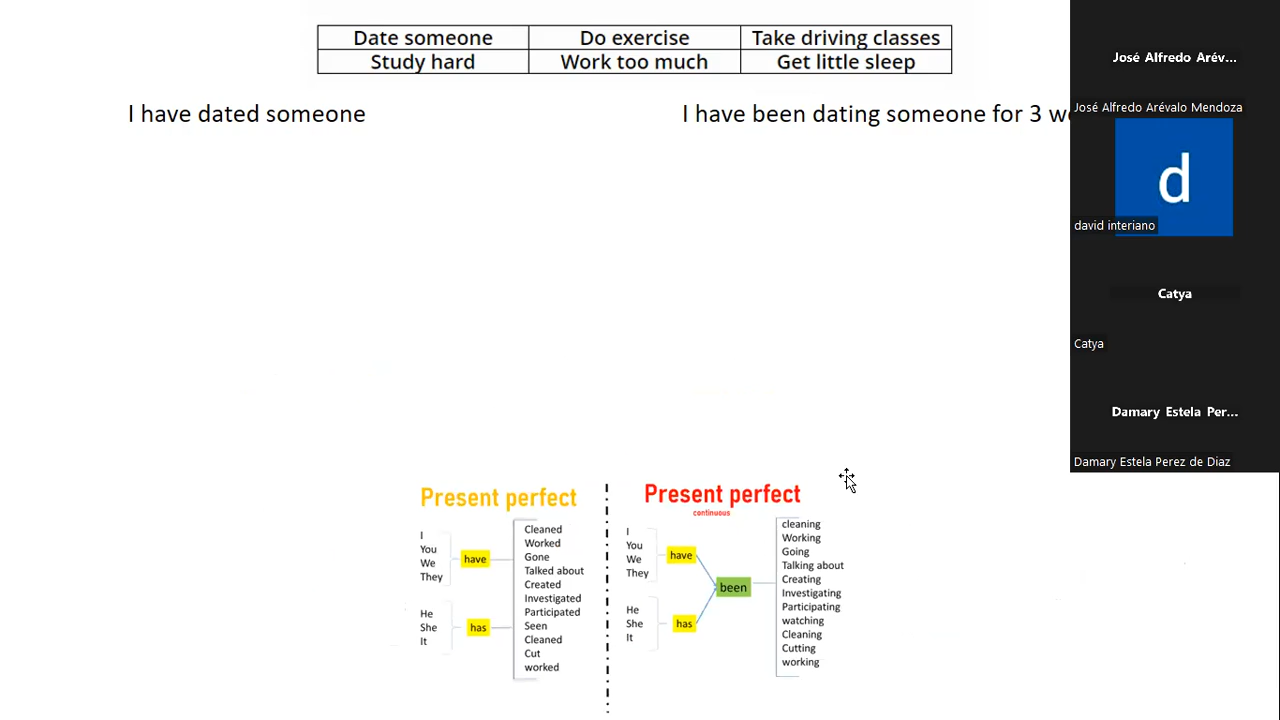 Date someone Do exercise Take driving classes
Study hard Work too much Get little sleep
I have dated someone
I have been dating someone for 3
José Alfredo Arév...
José Alfredo Arévalo Mendoza
d
david interiano
Catya
Catya
Damary Estela Per...
Damary Estela Perez de Diaz
Present perfect
I
You
We
They
have
He
She
It
has
Cleaned
Worked
Gone
Talked about
Created
Investigated
Participated
Seen
Cleaned
Cut
worked
Present perfect
continuous
I
You
We
They
have
He
She
It
has
been
cleaning
Working
Going
Talking about
Creating
Investigating
Participating
watching
Cleaning
Cutting
working